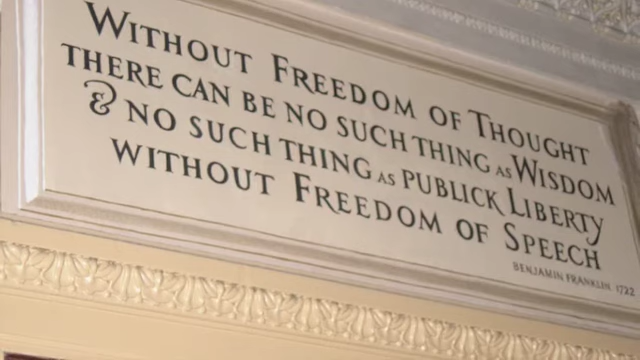 WITHOUT FREEDOM OF THOUGHT
THERE CAN BE NO SUCH THING AS WISDOM
& NO SUCH THING AS PUBLICK LIBERTY
WITHOUT FREEDOM OF SPEECH
BENJAMIN FRANKLIN 1722